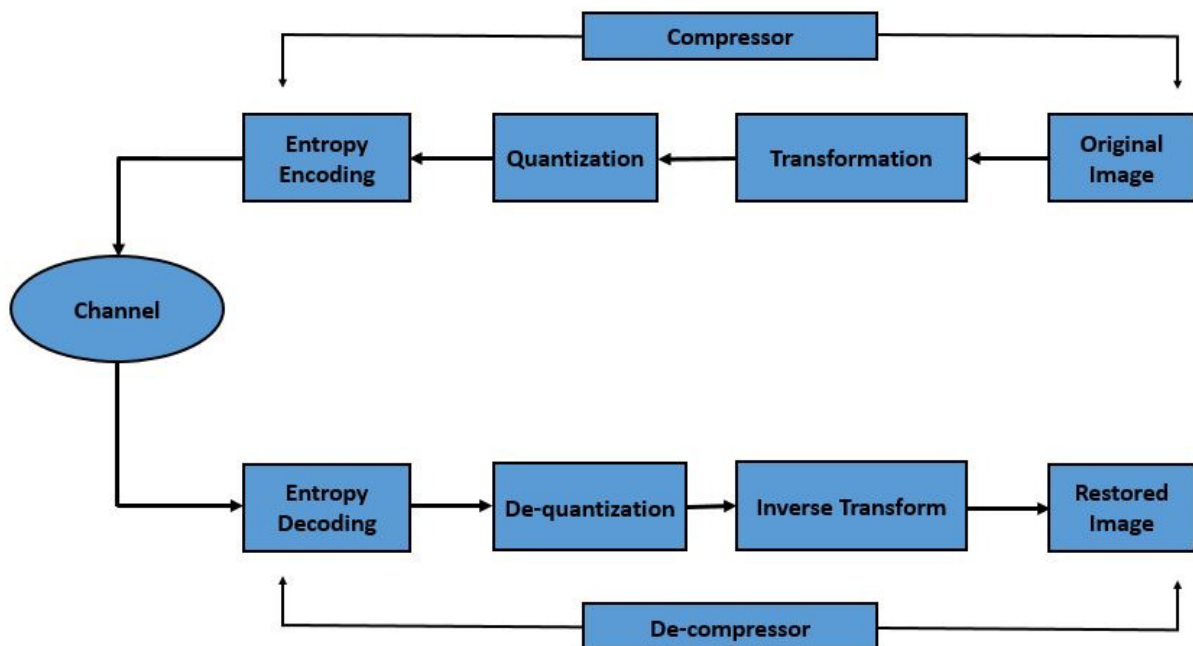 Compressor
Entropy
Encoding
Quantization
Transformation
Original
Image
Channel
Entropy
Decoding
De-quantization
Inverse Transform
Restored
Image
De-compressor